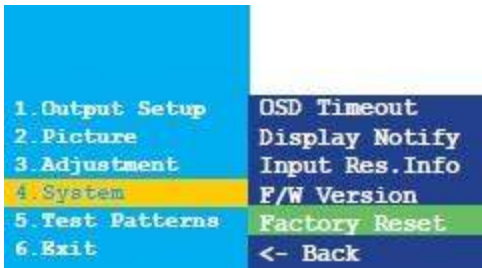 1.Output Setup
2.Picture
3.Adjustment
4.System
5.Test Patterns
6.Exit
OSD Timeout
Display Notify
Input Res.Info
F/W Version
Factory Reset
<- Back